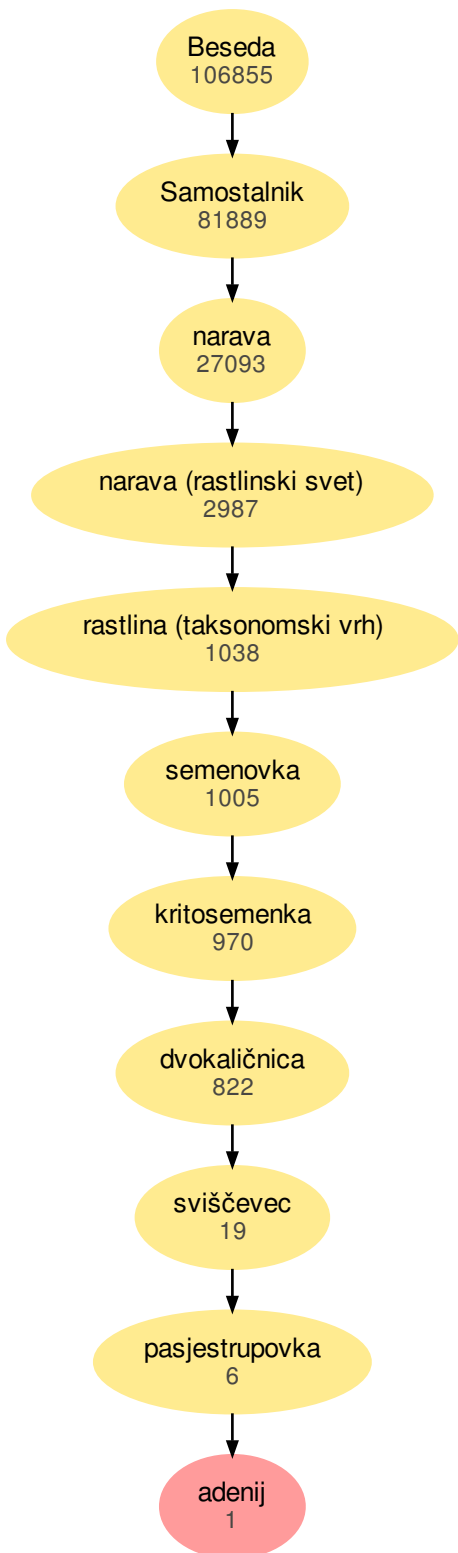 Beseda
106855
Samostalnik
81889
narava
27093
narava (rastlinski svet)
2987
rastlina (taksonomski vrh)
1038
semenovka
1005
kritosemenka
970
dvokaličnica
822
sviščevec
19
pasjestrupovka
6
adenij
1